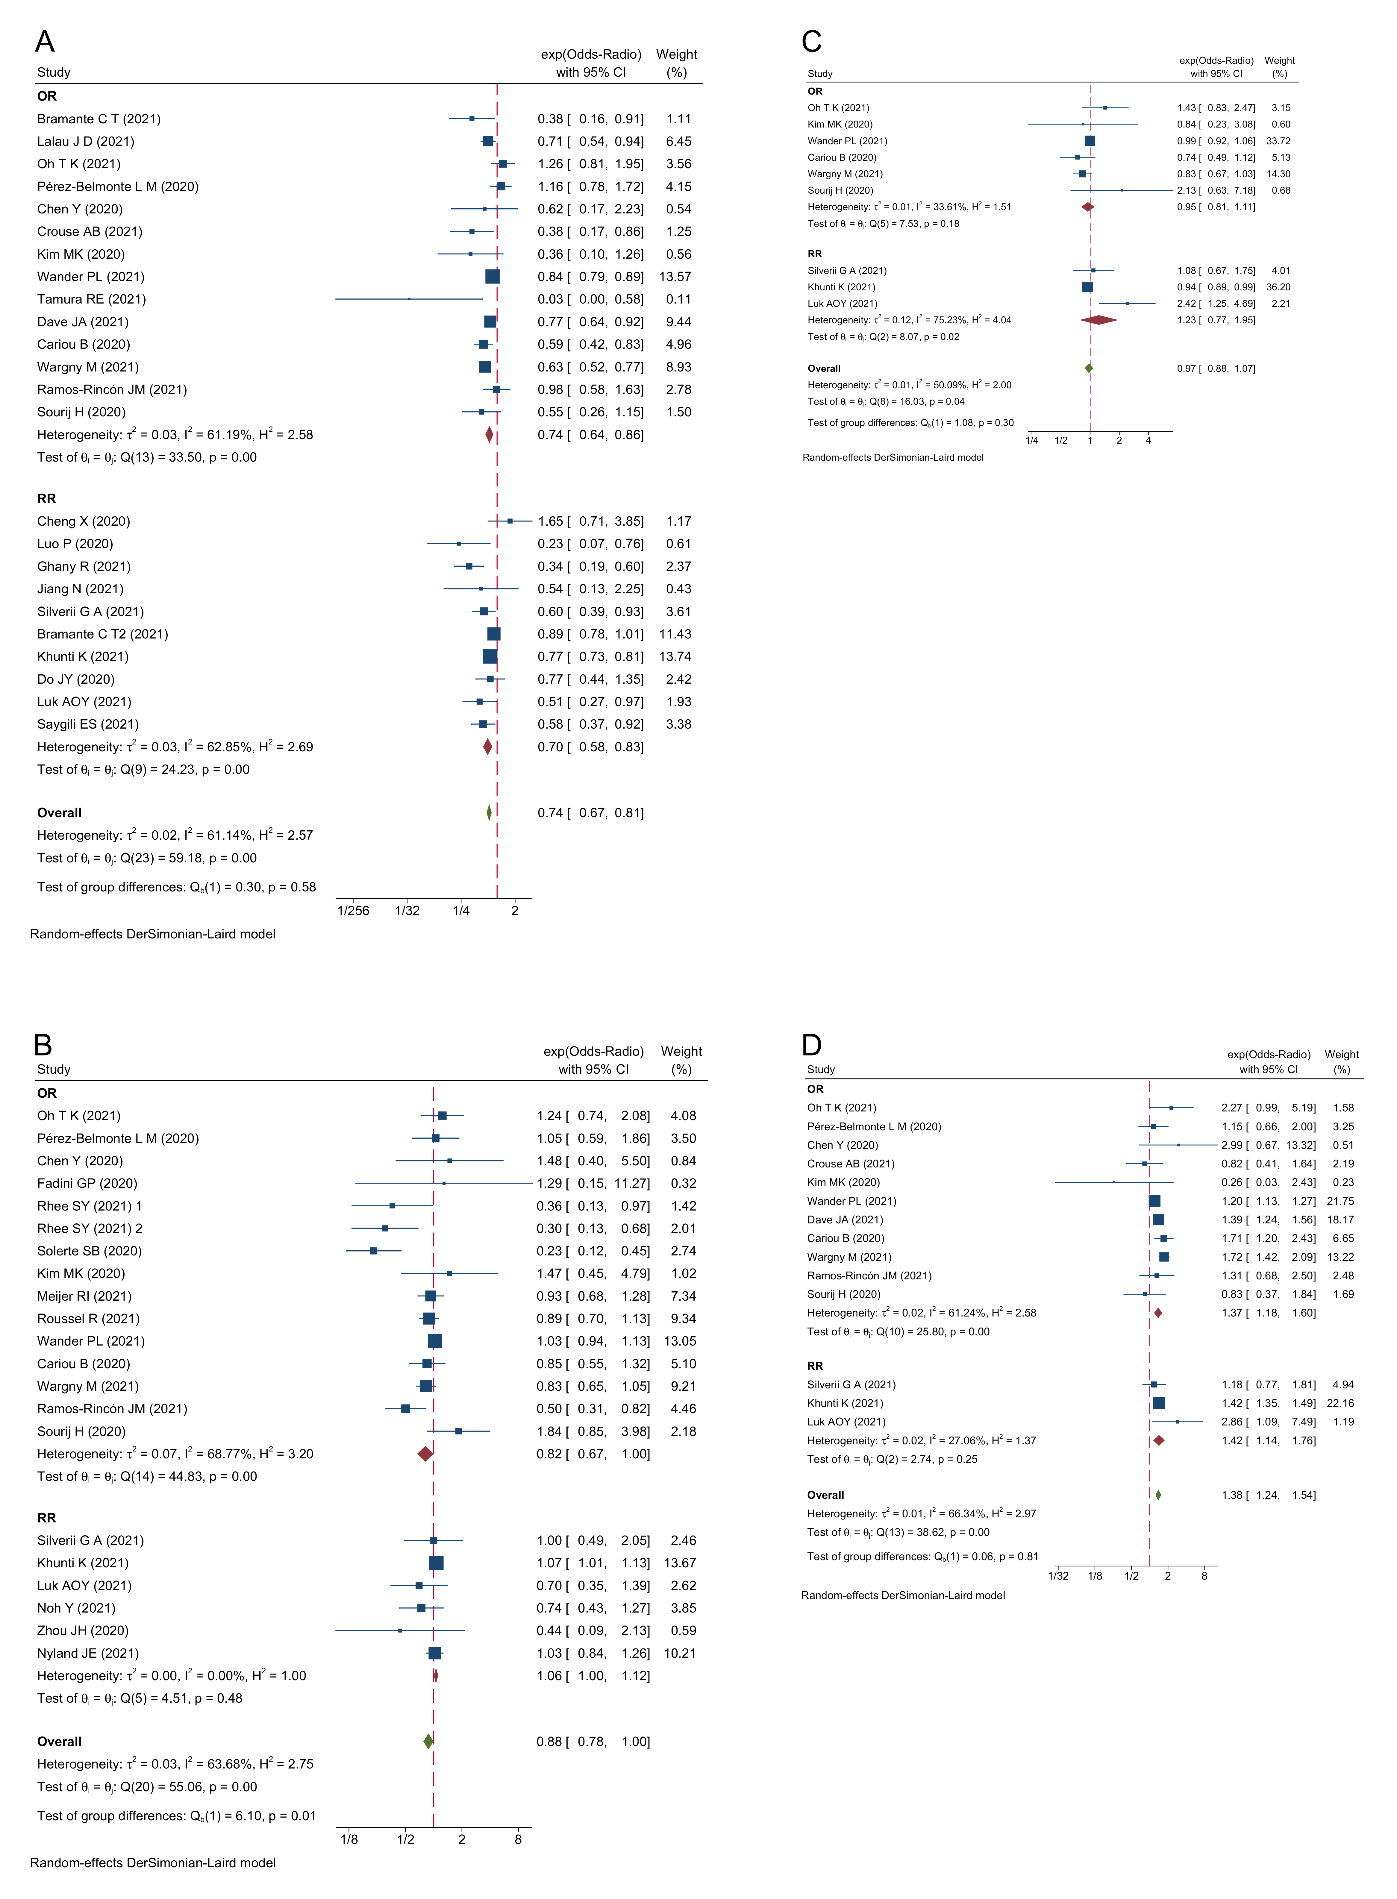 A
exp(Odds-Radio) Weight
Study with 95% CI (%)
OR
Bramante C T (2021) 0.38 [ 0.16, 0.91] 1.11
Lalau J D (2021) 0.71 [ 0.54, 0.94] 6.45
Oh T K (2021) 1.26 [ 0.81, 1.95] 3.56
Pérez-Belmonte L M (2020) 1.16 [ 0.78, 1.72] 4.15
Chen Y (2020) 0.62 [ 0.17, 2.23] 0.54
Crouse AB (2021) 0.38 [ 0.17, 0.86] 1.25
Kim MK (2020) 0.36 [ 0.10, 1.26] 0.56
Wander PL (2021) 0.84 [ 0.79, 0.89] 13.57
Tamura RE (2021) 0.03 [ 0.00, 0.58] 0.11
Dave JA (2021) 0.77 [ 0.64, 0.92] 9.44
Cariou B (2020) 0.59 [ 0.42, 0.83] 4.96
Wargny M (2021) 0.63 [ 0.52, 0.77] 8.93
Ramos-Rincón JM (2021) 0.98 [ 0.58, 1.63] 2.78
Sourij H (2020) 0.55 [ 0.26, 1.15] 1.50
Heterogeneity: τ² = 0.03, I² = 61.19%, H² = 2.58 0.74 [ 0.64, 0.86]
Test of θᵢ = θⱼ: Q(13) = 33.50, p = 0.00
RR
Cheng X (2020) 1.65 [ 0.71, 3.85] 1.17
Luo P (2020) 0.23 [ 0.07, 0.76] 0.61
Ghany R (2021) 0.34 [ 0.19, 0.60] 2.37
Jiang N (2021) 0.54 [ 0.13, 2.25] 0.43
Silverii G A (2021) 0.60 [ 0.39, 0.93] 3.61
Bramante C T2 (2021) 0.89 [ 0.78, 1.01] 11.43
Khunti K (2021) 0.77 [ 0.73, 0.81] 13.74
Do JY (2020) 0.77 [ 0.44, 1.35] 2.42
Luk AOY (2021) 0.51 [ 0.27, 0.97] 1.93
Saygili ES (2021) 0.58 [ 0.37, 0.92] 3.38
Heterogeneity: τ² = 0.03, I² = 62.85%, H² = 2.69 0.70 [ 0.58, 0.83]
Test of θᵢ = θⱼ: Q(9) = 24.23, p = 0.00
Overall 0.74 [ 0.67, 0.81]
Heterogeneity: τ² = 0.02, I² = 61.14%, H² = 2.57
Test of θᵢ = θⱼ: Q(23) = 59.18, p = 0.00
Test of group differences: Qb(1) = 0.30, p = 0.58
1/256 1/32 1/4 2
Random-effects DerSimonian-Laird model
C
exp(Odds-Radio) Weight
Study with 95% CI (%)
OR
Oh T K (2021) 1.43 [ 0.83, 2.47] 3.15
Kim MK (2020) 0.84 [ 0.23, 3.08] 0.60
Wander PL (2021) 0.99 [ 0.92, 1.06] 33.72
Cariou B (2020) 0.74 [ 0.49, 1.12] 5.13
Wargny M (2021) 0.83 [ 0.67, 1.03] 14.30
Sourij H (2020) 2.13 [ 0.63, 7.18] 0.68
Heterogeneity: τ² = 0.01, I² = 33.61%, H² = 1.51 0.95 [ 0.81, 1.11]
Test of θᵢ = θⱼ: Q(5) = 7.53, p = 0.18
RR
Silverii G A (2021) 1.08 [ 0.67, 1.75] 4.01
Khunti K (2021) 0.94 [ 0.89, 0.99] 36.20
Luk AOY (2021) 2.42 [ 1.25, 4.69] 2.21
Heterogeneity: τ² = 0.12, I² = 75.23%, H² = 4.04 1.23 [ 0.77, 1.95]
Test of θᵢ = θⱼ: Q(2) = 8.07, p = 0.02
Overall 0.97 [ 0.88, 1.07]
Heterogeneity: τ² = 0.01, I² = 50.09%, H² = 2.00
Test of θᵢ = θⱼ: Q(8) = 16.03, p = 0.04
Test of group differences: Qb(1) = 1.08, p = 0.30
1/4 1/2 1 2 4
Random-effects DerSimonian-Laird model
B
exp(Odds-Radio) Weight
Study with 95% CI (%)
OR
Oh T K (2021) 1.24 [ 0.74, 2.08] 4.08
Pérez-Belmonte L M (2020) 1.05 [ 0.59, 1.86] 3.50
Chen Y (2020) 1.48 [ 0.40, 5.50] 0.84
Fadini GP (2020) 1.29 [ 0.15, 11.27] 0.32
Rhee SY (2021) 1 0.36 [ 0.13, 0.97] 1.42
Rhee SY (2021) 2 0.30 [ 0.13, 0.68] 2.01
Solerte SB (2020) 0.23 [ 0.12, 0.45] 2.74
Kim MK (2020) 1.47 [ 0.45, 4.79] 1.02
Meijer RI (2021) 0.93 [ 0.68, 1.28] 7.34
Roussel R (2021) 0.89 [ 0.70, 1.13] 9.34
Wander PL (2021) 1.03 [ 0.94, 1.13] 13.05
Cariou B (2020) 0.85 [ 0.55, 1.32] 5.10
Wargny M (2021) 0.83 [ 0.65, 1.05] 9.21
Ramos-Rincón JM (2021) 0.50 [ 0.31, 0.82] 4.46
Sourij H (2020) 1.84 [ 0.85, 3.98] 2.18
Heterogeneity: τ² = 0.07, I² = 68.77%, H² = 3.20 0.82 [ 0.67, 1.00]
Test of θᵢ = θⱼ: Q(14) = 44.83, p = 0.00
RR
Silverii G A (2021) 1.00 [ 0.49, 2.05] 2.46
Khunti K (2021) 1.07 [ 1.01, 1.13] 13.67
Luk AOY (2021) 0.70 [ 0.35, 1.39] 2.62
Noh Y (2021) 0.74 [ 0.43, 1.27] 3.85
Zhou JH (2020) 0.44 [ 0.09, 2.13] 0.59
Nyland JE (2021) 1.03 [ 0.84, 1.26] 10.21
Heterogeneity: τ² = 0.00, I² = 0.00%, H² = 1.00 1.06 [ 1.00, 1.12]
Test of θᵢ = θⱼ: Q(5) = 4.51, p = 0.48
Overall 0.88 [ 0.78, 1.00]
Heterogeneity: τ² = 0.03, I² = 63.68%, H² = 2.75
Test of θᵢ = θⱼ: Q(20) = 55.06, p = 0.00
Test of group differences: Qb(1) = 6.10, p = 0.01
1/8 1/2 2 8
Random-effects DerSimonian-Laird model
D
exp(Odds-Radio) Weight
Study with 95% CI (%)
OR
Oh T K (2021) 2.27 [ 0.99, 5.19] 1.58
Pérez-Belmonte L M (2020) 1.15 [ 0.66, 2.00] 3.25
Chen Y (2020) 2.99 [ 0.67, 13.32] 0.51
Crouse AB (2021) 0.82 [ 0.41, 1.64] 2.19
Kim MK (2020) 0.26 [ 0.03, 2.43] 0.23
Wander PL (2021) 1.20 [ 1.13, 1.27] 21.75
Dave JA (2021) 1.39 [ 1.24, 1.56] 18.17
Cariou B (2020) 1.71 [ 1.20, 2.43] 6.65
Wargny M (2021) 1.72 [ 1.42, 2.09] 13.22
Ramos-Rincón JM (2021) 1.31 [ 0.68, 2.50] 2.48
Sourij H (2020) 0.83 [ 0.37, 1.84] 1.69
Heterogeneity: τ² = 0.02, I² = 61.24%, H² = 2.58 1.37 [ 1.18, 1.60]
Test of θᵢ = θⱼ: Q(10) = 25.80, p = 0.00
RR
Silverii G A (2021) 1.18 [ 0.77, 1.81] 4.94
Khunti K (2021) 1.42 [ 1.35, 1.49] 22.16
Luk AOY (2021) 2.86 [ 1.09, 7.49] 1.19
Heterogeneity: τ² = 0.02, I² = 27.06%, H² = 1.37 1.42 [ 1.14, 1.76]
Test of θᵢ = θⱼ: Q(2) = 2.74, p = 0.25
Overall 1.38 [ 1.24, 1.54]
Heterogeneity: τ² = 0.01, I² = 66.34%, H² = 2.97
Test of θᵢ = θⱼ: Q(13) = 38.62, p = 0.00
Test of group differences: Qb(1) = 0.06, p = 0.81
1/32 1/8 1/2 2 8
Random-effects DerSimonian-Laird model